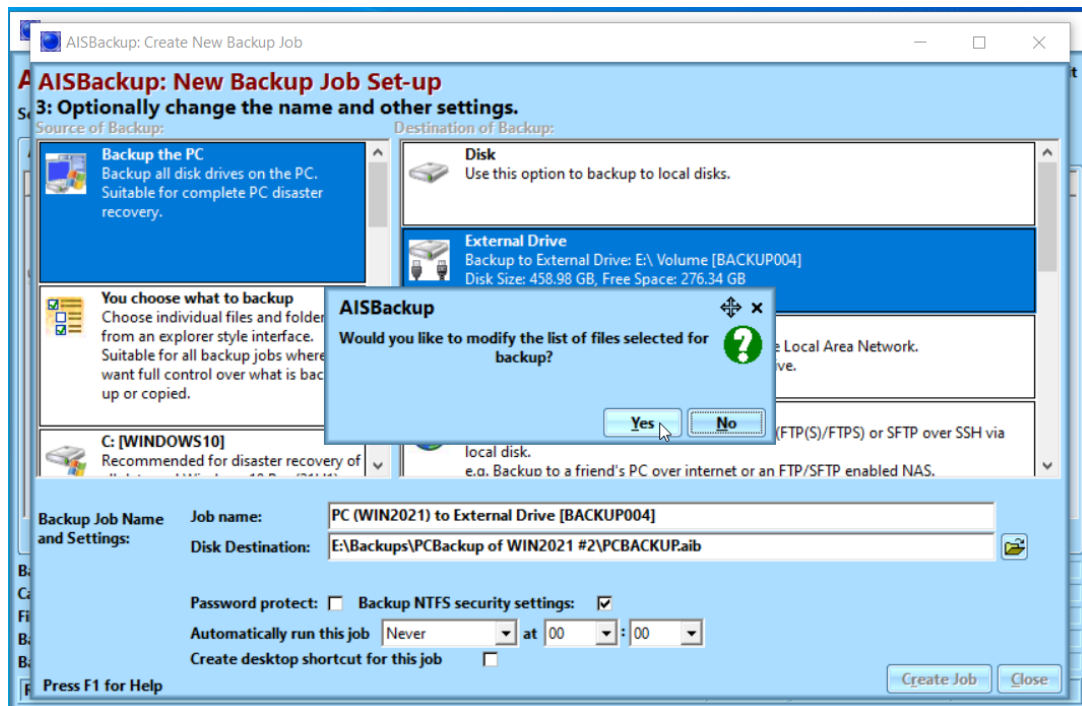 AISBackup: Create New Backup Job
AISBackup: New Backup Job Set-up
3: Optionally change the name and other settings.
Source of Backup:
Destination of Backup:
Backup the PC
Backup all disk drives on the PC.
Suitable for complete PC disaster
recovery.
You choose what to backup
Choose individual files and folder
from an explorer style interface.
Suitable for all backup jobs where
want full control over what is bac
up or copied.
C: [WINDOWS10]
Recommended for disaster recovery of
Disk
Use this option to backup to local disks.
External Drive
Backup to External Drive: E:\ Volume [BACKUP004]
Disk Size: 458.98 GB, Free Space: 276.34 GB
e Local Area Network.
ive.
(FTP(S)/FTPS) or SFTP over SSH via
local disk.
e.g. Backup to a friend's PC over internet or an FTP/SFTP enabled NAS.
AISBackup
Would you like to modify the list of files selected for
backup?
Yes
No
Backup Job Name
and Settings:
Job name:
PC (WIN2021) to External Drive [BACKUP004]
Disk Destination:
E:\Backups\PCBackup of WIN2021 #2\PCBACKUP.aib
Password protect:
Backup NTFS security settings:
Automatically run this job
Never
at
00
:
00
Create desktop shortcut for this job
Press F1 for Help
Create Job
Close